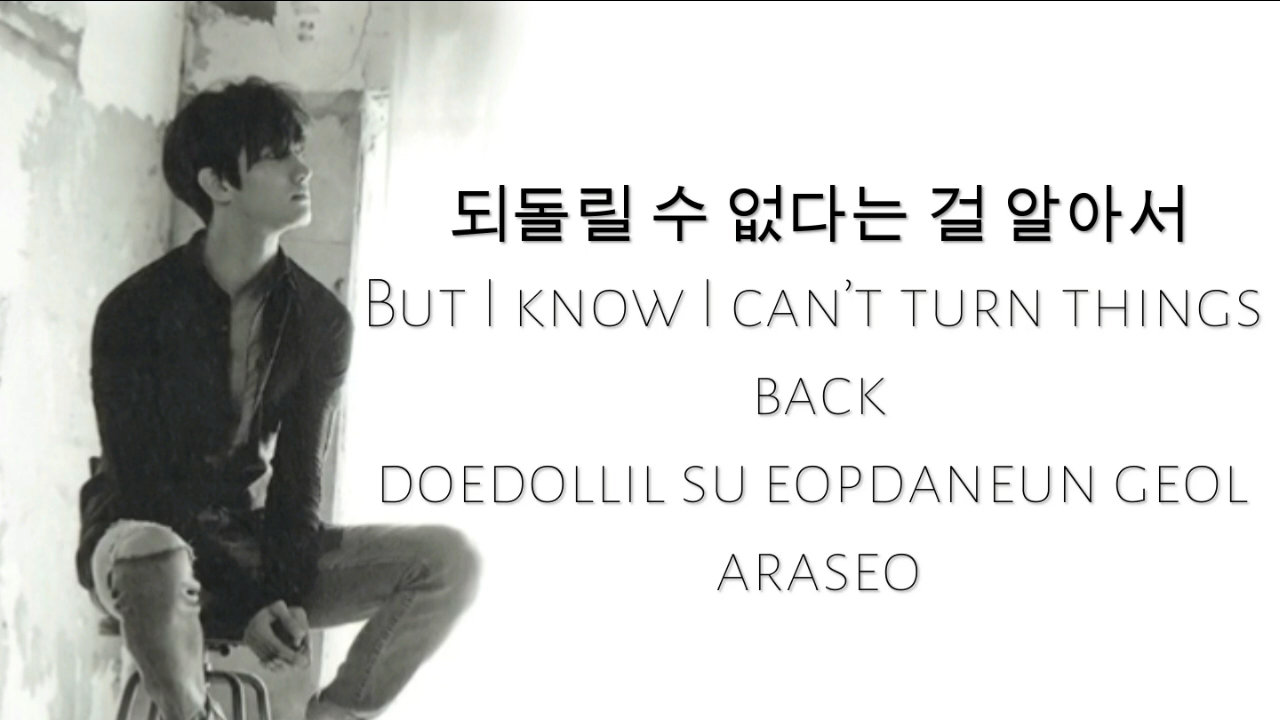 되돌릴 수 없다는 걸 알아서
But I know I can’t turn things
back
doedollil su eopdaneun geol
araseo